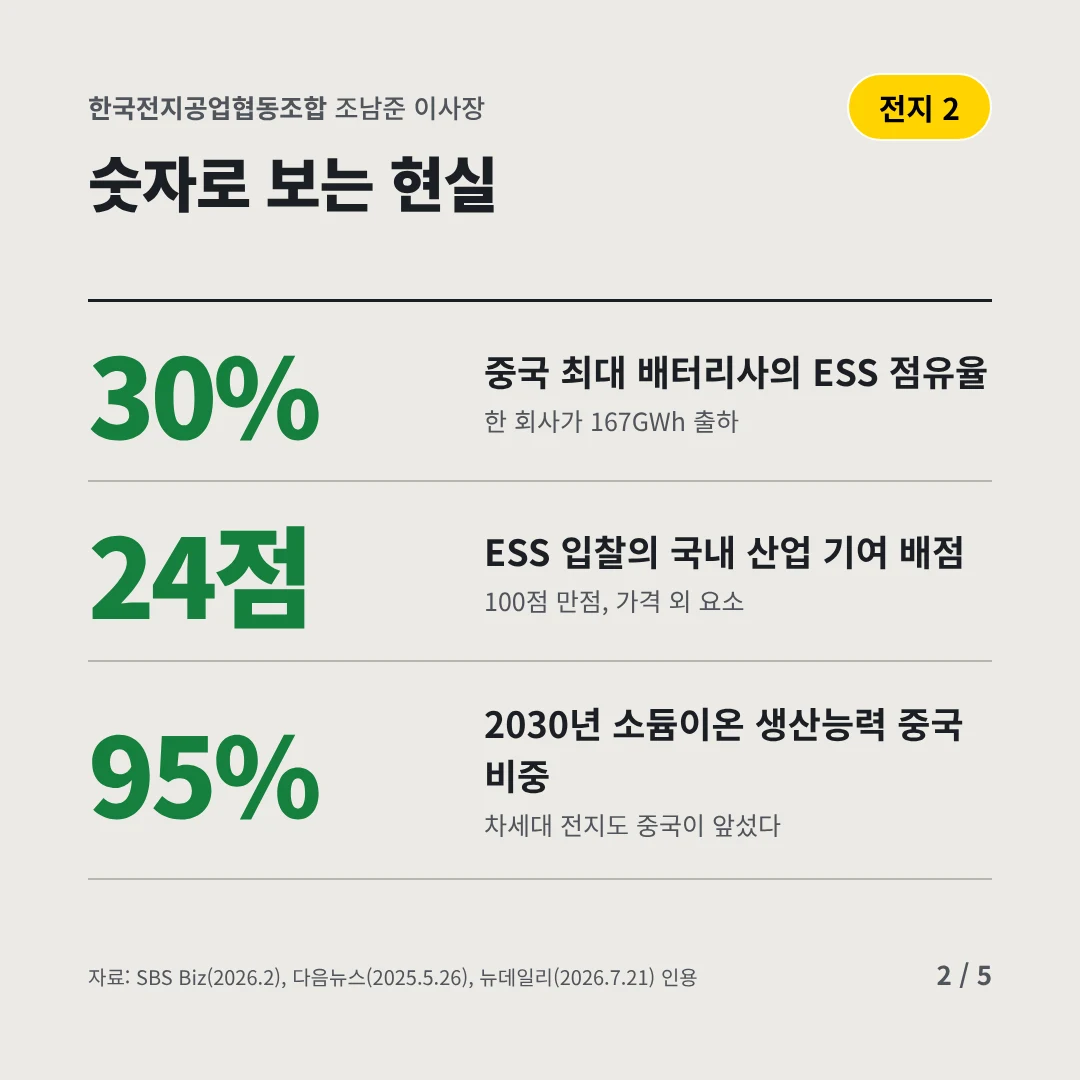 한국전지공업협동조합 조남준 이사장
전지 2
숫자로 보는 현실
30%
중국 최대 배터리사의 ESS 점유율
한 회사가 167GWh 출하
24점
ESS 입찰의 국내 산업 기여 배점
100점 만점, 가격 외 요소
95%
2030년 소듐이온 생산능력 중국
비중
차세대 전지도 중국이 앞섰다
자료: SBS Biz(2026.2), 다음뉴스(2025.5.26), 뉴데일리(2026.7.21) 인용
2 / 5